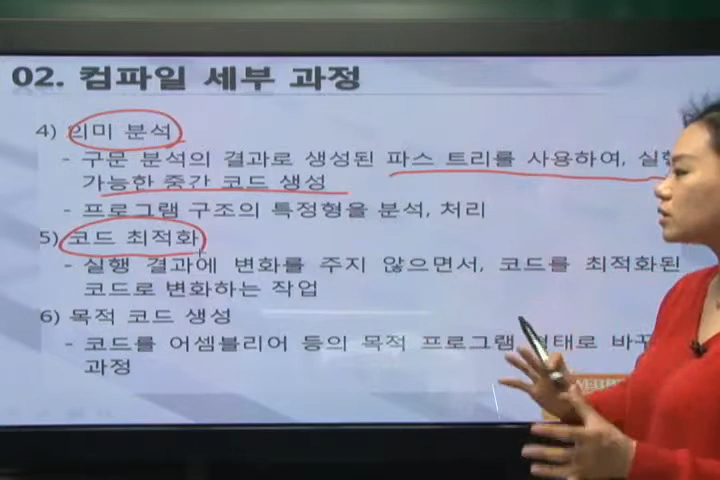 02. 컴파일 세부 과정
4) 의미 분석
- 구문 분석의 결과로 생성된 파스 트리를 사용하여,
가능한 중간 코드 생성
- 프로그램 구조의 특정형을 분석, 처리
5) 코드 최적화
- 실행 결과에 변화를 주지 않으면서, 코드를 최적화된
코드로 변화하는 작업
6) 목적 코드 생성
- 코드를 어셈블리어 등의 목적 프로그램
과정